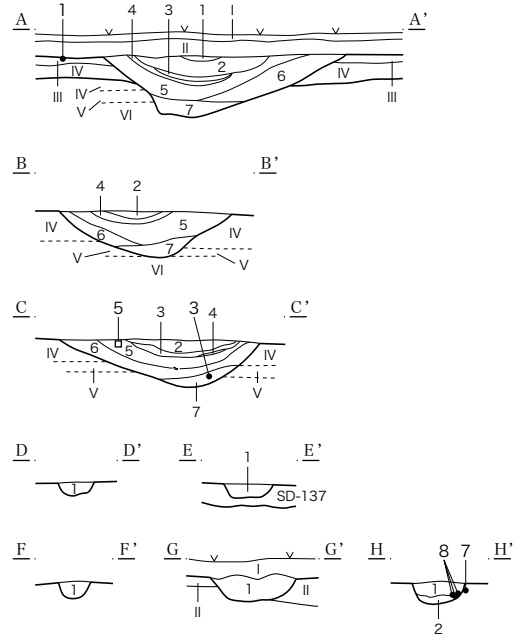 A 1 4 3 1 I A'
II
IV 2 6 IV
III IV 5 III
V VI 7
B B'
4 2
IV 5 IV
6 7
V VI V
C 5 3 3 4 C'
IV 6 5 2 IV
V V
7
D D' E 1 E'
1 SD-137
F F' G G' H 8 7 H'
I
1 1 1
II II
2